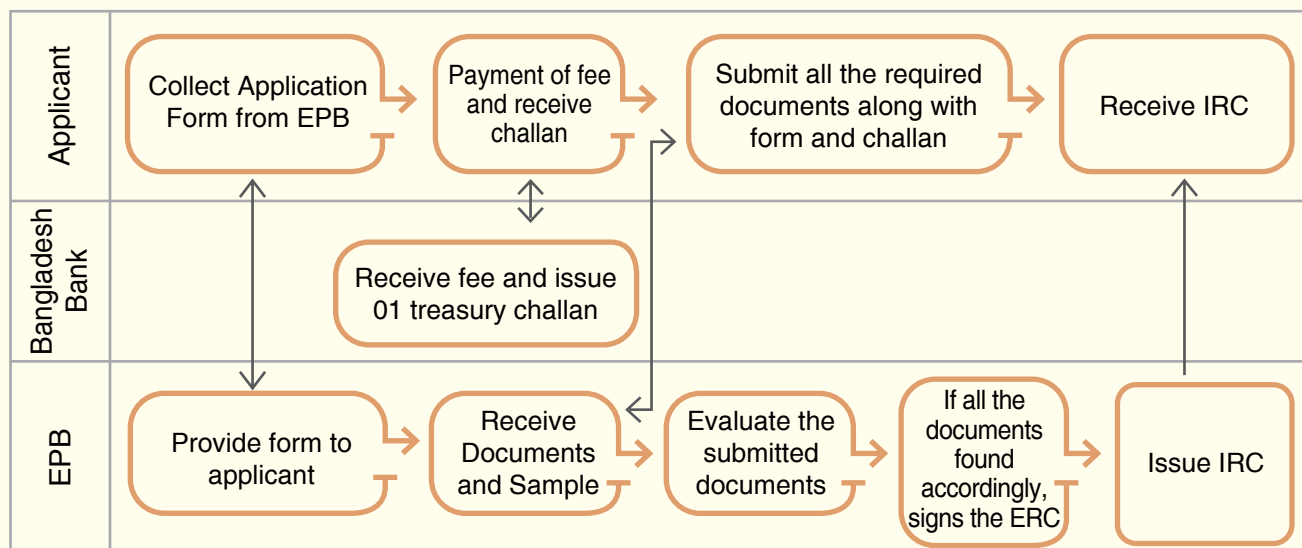 Applicant
Collect Application
Form from EPB
Payment of fee
and receive
challan
Submit all the required
documents along with
form and challan
Receive IRC
Bangladesh
Bank
Receive fee and issue
01 treasury challan
EPB
Provide form to
applicant
Receive
Documents
and Sample
Evaluate the
submitted
documents
If all the
documents
found
accordingly,
signs the ERC
Issue IRC